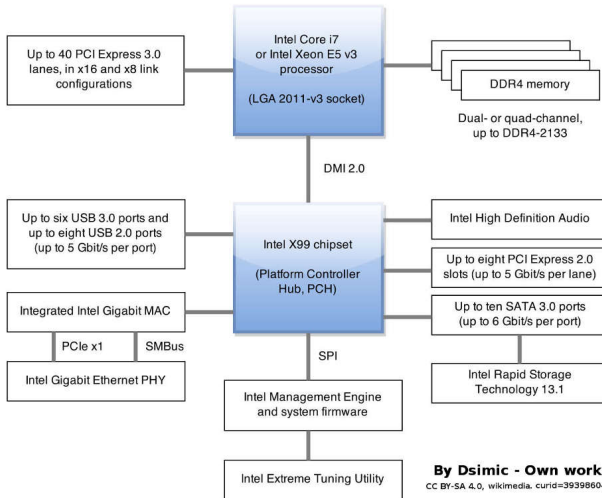 Up to 40 PCI Express 3.0
lanes, in x16 and x8 link
configurations
Intel Core i7
or Intel Xeon E5 v3
processor
(LGA 2011-v3 socket)
DDR4 memory
Dual- or quad-channel,
up to DDR4-2133
DMI 2.0
Up to six USB 3.0 ports and
up to eight USB 2.0 ports
(up to 5 Gbit/s per port)
Intel X99 chipset
(Platform Controller
Hub, PCH)
Intel High Definition Audio
Up to eight PCI Express 2.0
slots (up to 5 Gbit/s per lane)
Integrated Intel Gigabit MAC
Up to ten SATA 3.0 ports
(up to 6 Gbit/s per port)
PCIe x1
SMBus
SPI
Intel Gigabit Ethernet PHY
Intel Rapid Storage
Technology 13.1
Intel Management Engine
and system firmware
Intel Extreme Tuning Utility
By Dsimic - Own work
CC BY-SA 4.0, wikimedia.